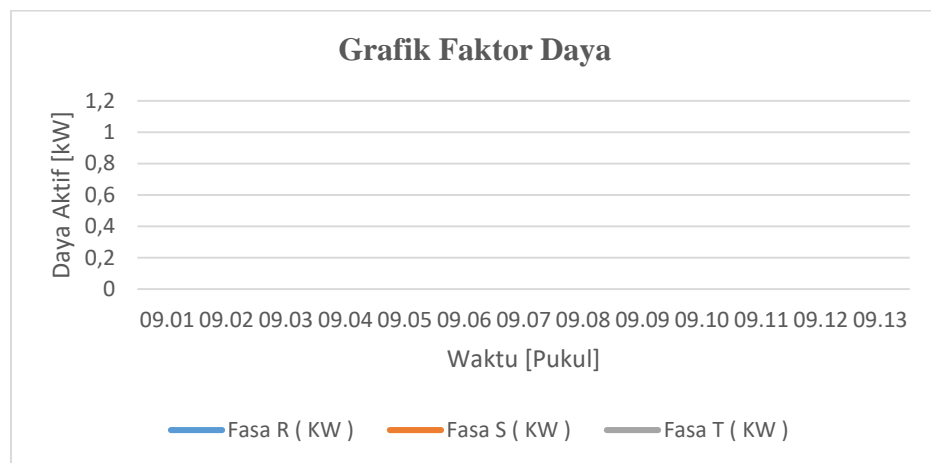 Grafik Faktor Daya
Daya Aktif [kW]
1,2
1
0,8
0,6
0,4
0,2
0
09.01 09.02 09.03 09.04 09.05 09.06 09.07 09.08 09.09 09.10 09.11 09.12 09.13
Waktu [Pukul]
Fasa R ( KW ) Fasa S ( KW ) Fasa T ( KW )